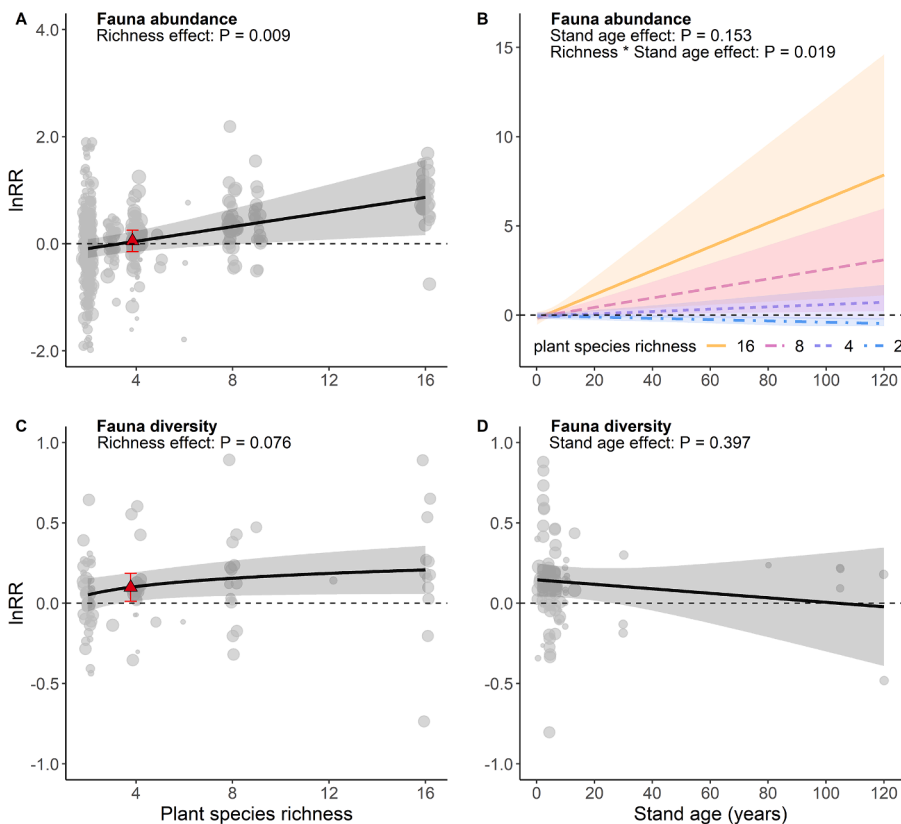 A
Fauna abundance
Richness effect: P = 0.009
4.0
2.0
0.0
-2.0
lnRR
4
8
12
16
B
Fauna abundance
Stand age effect: P = 0.153
Richness * Stand age effect: P = 0.019
15
10
5
0
plant species richness 16 8 4 2
0
20
40
60
80
100
120
C
Fauna diversity
Richness effect: P = 0.076
1.0
0.5
0.0
-0.5
-1.0
lnRR
4
8
12
16
Plant species richness
D
Fauna diversity
Stand age effect: P = 0.397
1.0
0.5
0.0
-0.5
-1.0
0
20
40
60
80
100
120
Stand age (years)